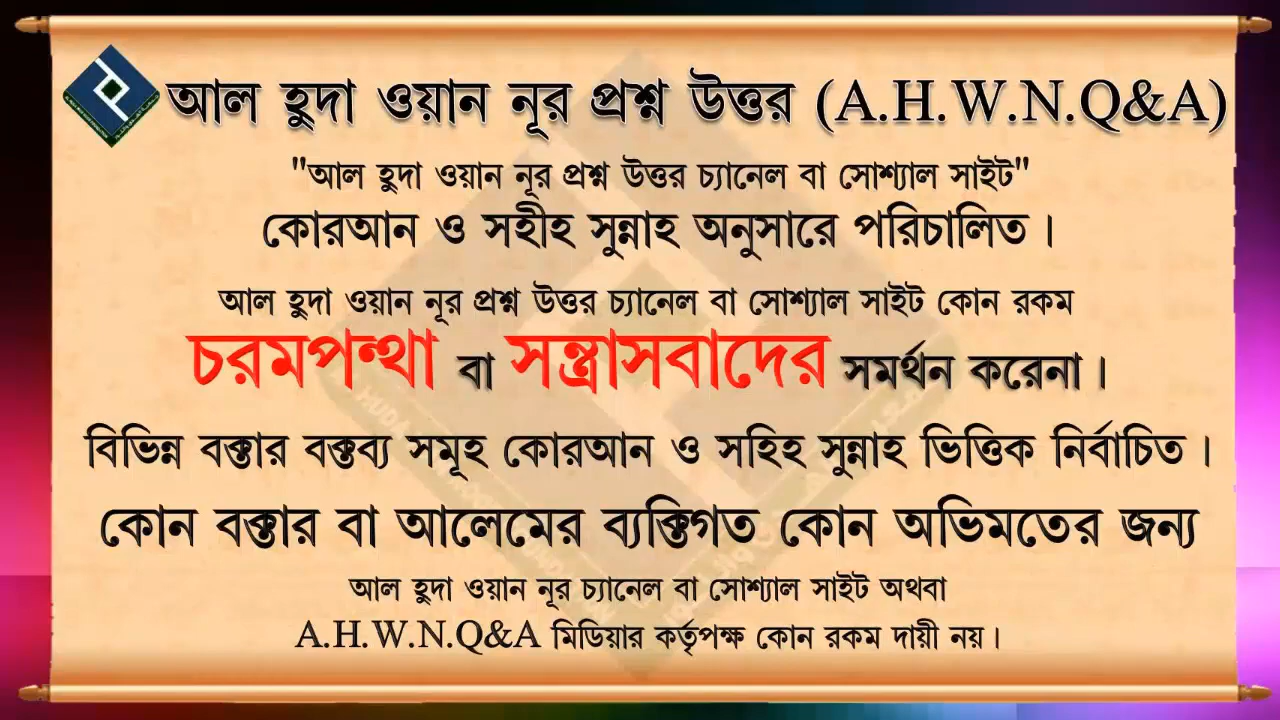 আল হুদা ওয়ান নূর প্রশ্ন উত্তর (A.H.W.N.Q&A)
"আল হুদা ওয়ান নূর প্রশ্ন উত্তর চ্যানেল বা সোশ্যাল সাইট"
কোরআন ও সহীহ সুন্নাহ অনুসারে পরিচালিত।
আল হুদা ওয়ান নূর প্রশ্ন উত্তর চ্যানেল বা সোশ্যাল সাইট কোন রকম
চরমপন্থা বা সন্ত্রাসবাদের সমর্থন করেনা।
বিভিন্ন বক্তার বক্তব্য সমূহ কোরআন ও সহিহ সুন্নাহ ভিত্তিক নির্বাচিত।
কোন বক্তার বা আলেমের ব্যক্তিগত কোন অভিমতের জন্য
আল হুদা ওয়ান নূর চ্যানেল বা সোশ্যাল সাইট অথবা
A.H.W.N.Q&A মিডিয়ার কর্তৃপক্ষ কোন রকম দায়ী নয়।